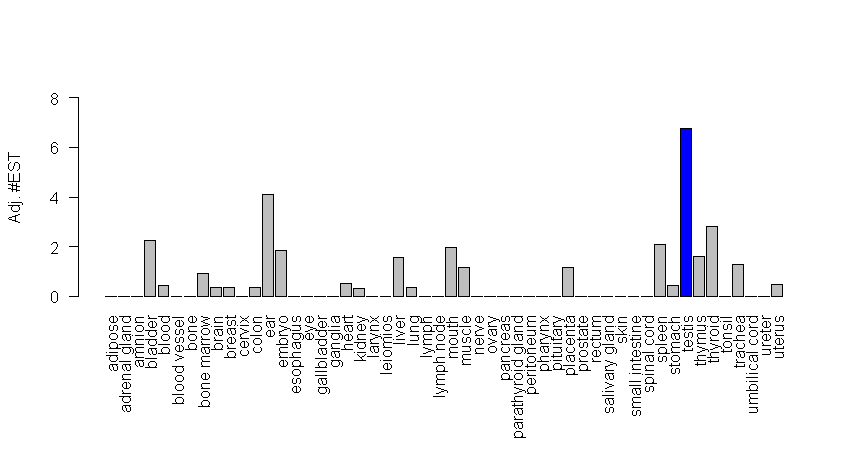 8
6
4
2
0
Adj. #EST
adipose
adrenal gland
amnion
bladder
blood
blood vessel
bone
bone marrow
brain
breast
cervix
colon
ear
embryo
esophagus
eye
gallbladder
ganglia
heart
kidney
larynx
leiomios
liver
lung
lymph
lymph node
mouth
muscle
nerve
ovary
pancreas
parathyroid gland
peritoneum
pharynx
pituitary
placenta
prostate
rectum
salivary gland
skin
small intestine
spinal cord
spleen
stomach
testis
thymus
thyroid
tonsil
trachea
umbilical cord
ureter
uterus